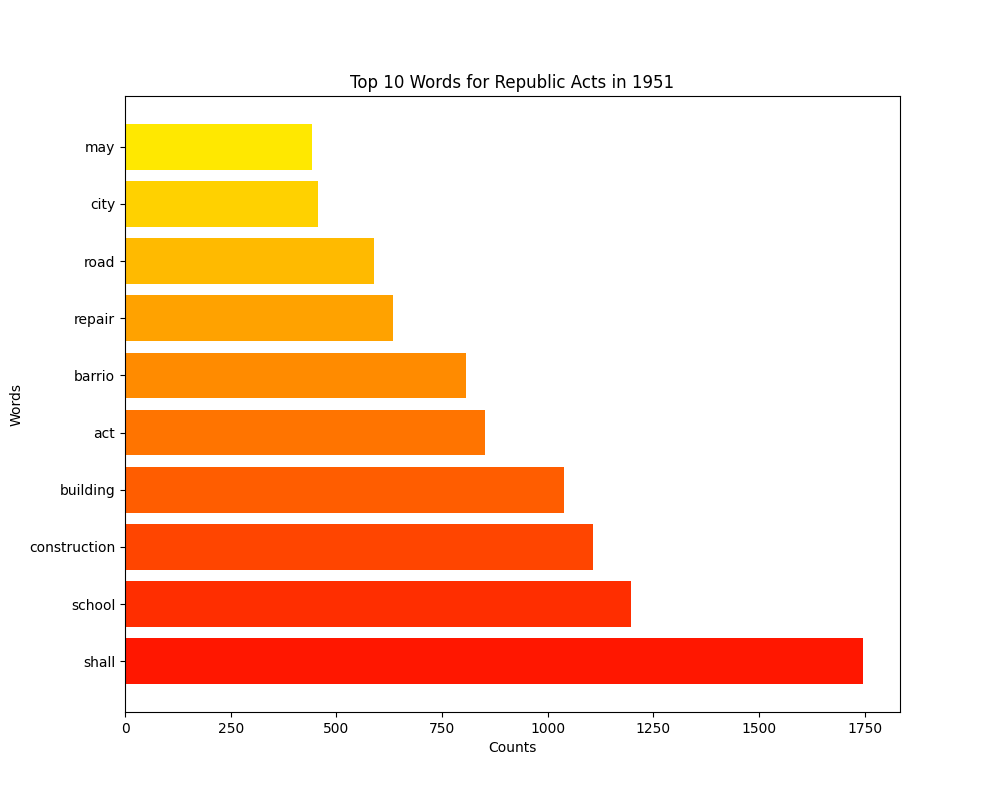 Top 10 Words for Republic Acts in 1951
Words
may
city
road
repair
barrio
act
building
construction
school
shall
0 250 500 750 1000 1250 1500 1750
Counts